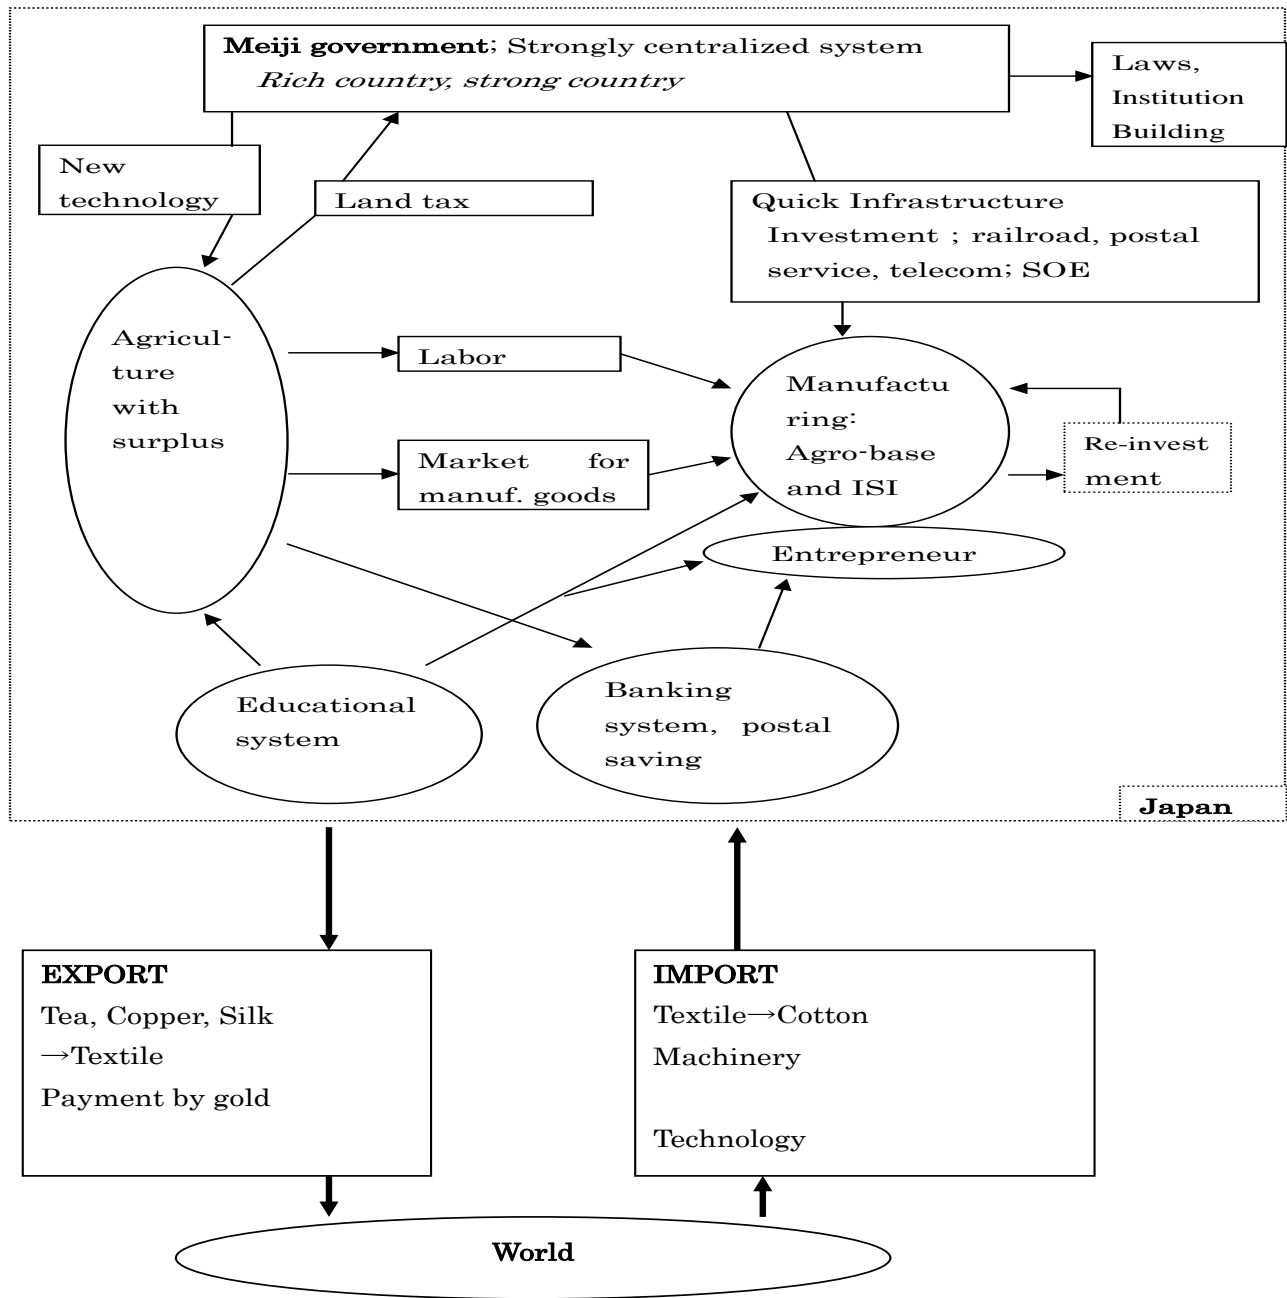 Meiji government; Strongly centralized system
Rich country, strong country
Laws,
Institution
Building
New
technology
Land tax
Quick Infrastructure
Investment ; railroad, postal
service, telecom; SOE
Agricul-
ture
with
surplus
Labor
Market for
manuf. goods
Manufactu
ring:
Agro-base
and ISI
Re-invest
ment
Entrepreneur
Educational
system
Banking
system, postal
saving
Japan
EXPORT
Tea, Copper, Silk
→Textile
Payment by gold
IMPORT
Textile→Cotton
Machinery
Technology
World